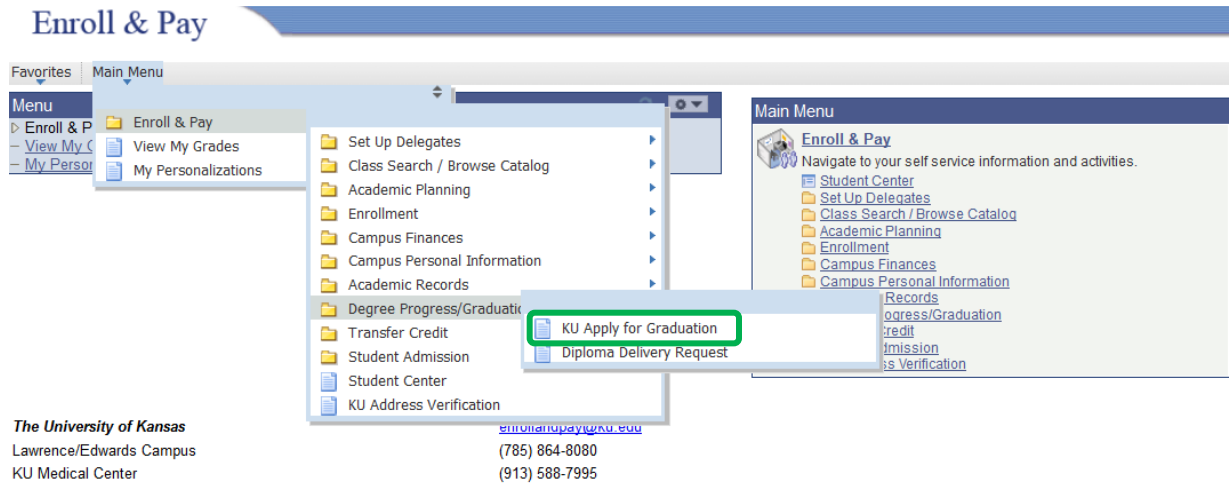 Enroll & Pay
Favorites Main Menu
Menu
Enroll & P
View My
My Person
Enroll & Pay
View My Grades
My Personalizations
Set Up Delegates
Class Search / Browse Catalog
Academic Planning
Enrollment
Campus Finances
Campus Personal Information
Academic Records
Degree Progress/Graduatio
Transfer Credit
Student Admission
Student Center
KU Address Verification
KU Apply for Graduation
Diploma Delivery Request
Main Menu
Enroll & Pay
Navigate to your self service information and activities.
Student Center
Set Up Delegates
Class Search / Browse Catalog
Academic Planning
Enrollment
Campus Finances
Campus Personal Information
Records
ogress/Graduation
redit
mission
ss Verification
The University of Kansas enrollandpay@ku.edu
Lawrence/Edwards Campus (785) 864-8080
KU Medical Center (913) 588-7995